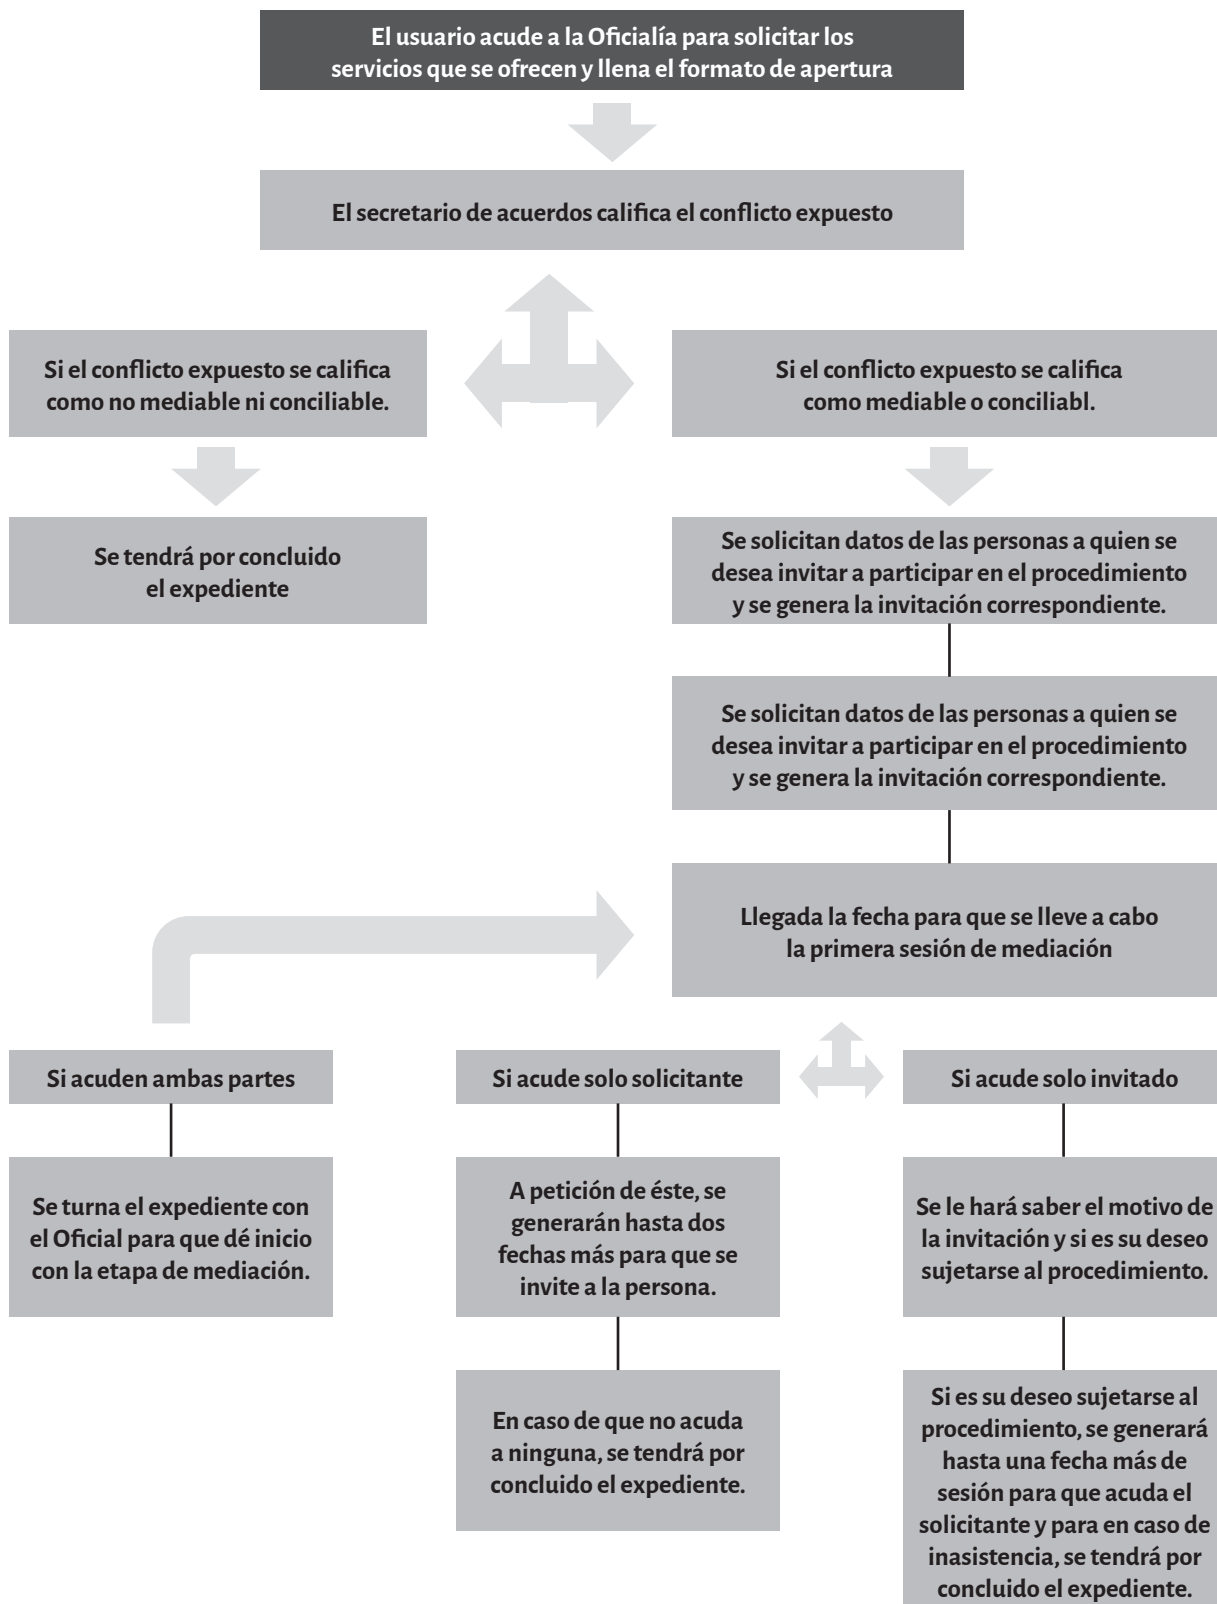 El usuario acude a la Oficialía para solicitar los
servicios que se ofrecen y llena el formato de apertura
El secretario de acuerdos califica el conflicto expuesto
Si el conflicto expuesto se califica
como no mediable ni conciliable.
Si el conflicto expuesto se califica
como mediable o conciliabl.
Se tendrá por concluido
el expediente
Se solicitan datos de las personas a quien se
desea invitar a participar en el procedimiento
y se genera la invitación correspondiente.
Se solicitan datos de las personas a quien se
desea invitar a participar en el procedimiento
y se genera la invitación correspondiente.
Llegada la fecha para que se lleve a cabo
la primera sesión de mediación
Si acuden ambas partes
Se turna el expediente con
el Oficial para que dé inicio
con la etapa de mediación.
Si acude solo solicitante
A petición de éste, se
generarán hasta dos
fechas más para que se
invite a la persona.
En caso de que no acuda
a ninguna, se tendrá por
concluido el expediente.
Si acude solo invitado
Se le hará saber el motivo de
la invitación y si es su deseo
sujetarse al procedimiento.
Si es su deseo sujetarse al
procedimiento, se generará
hasta una fecha más de
sesión para que acuda el
solicitante y para en caso de
inasistencia, se tendrá por
concluido el expediente.